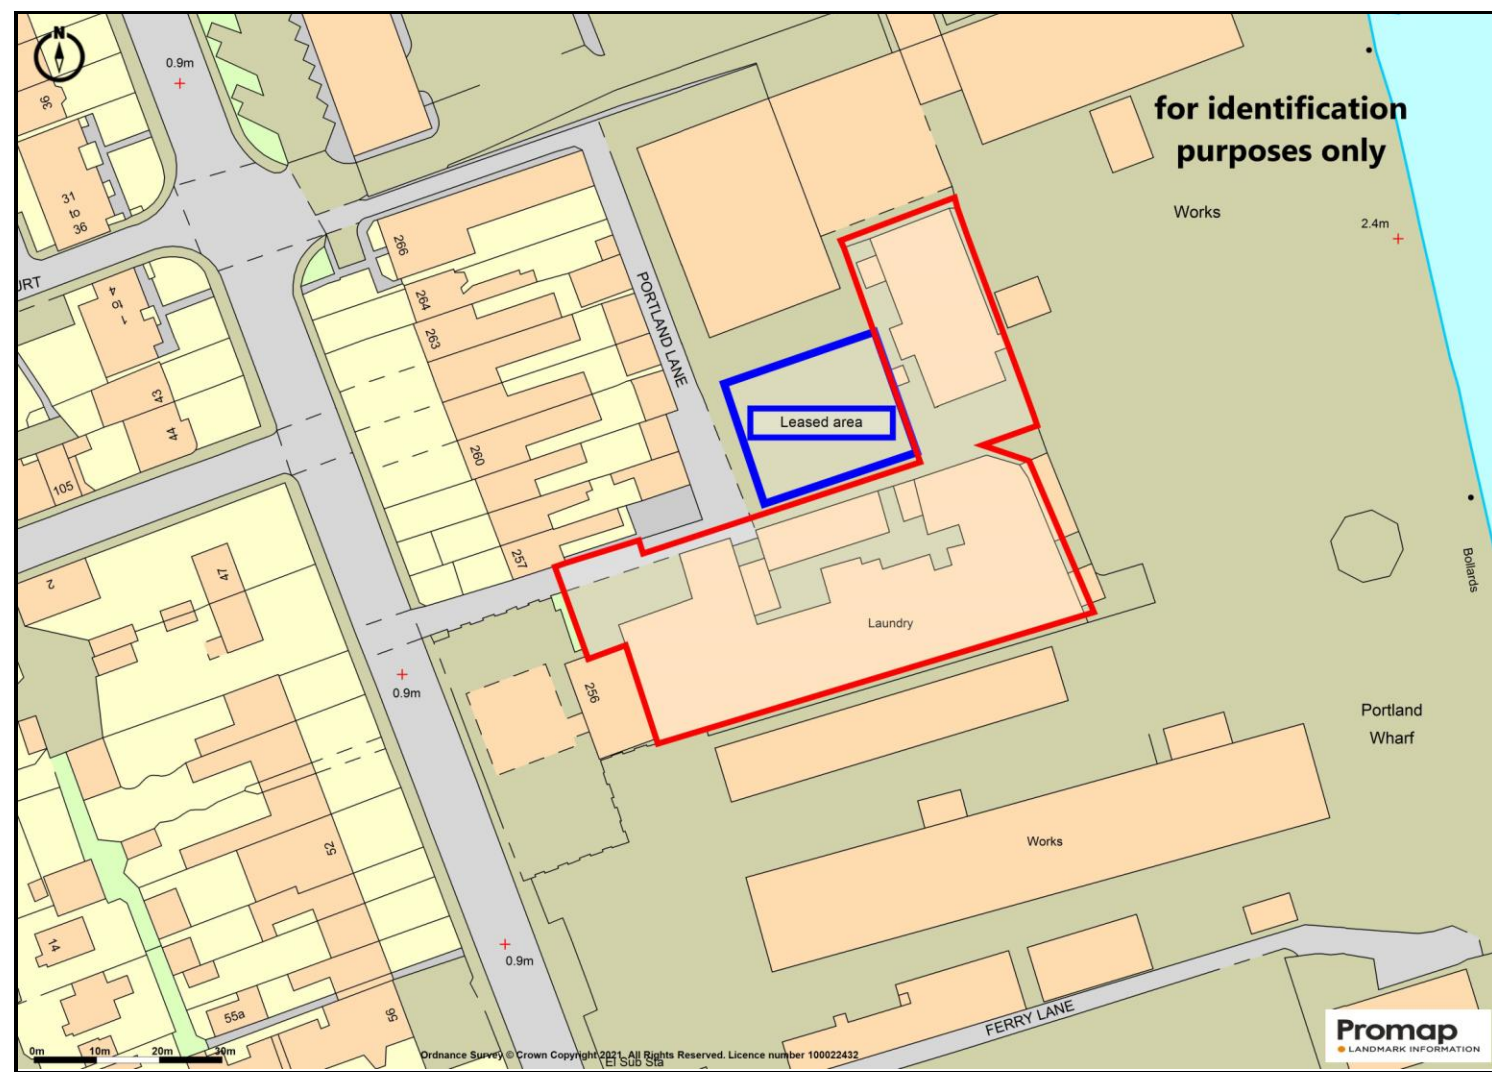 N
0.9m
for identification
purposes only
36
31
to
36
Works
2.4m
266
URT
PORTLAND LANE
264
1 to 4
263
43
Leased area
44
260
105
257
Bollards
2
47
Laundry
256
0.9m
Portland
Wharf
52
Works
14
0.9m
55a
56
FERRY LANE
Promap
LANDMARK INFORMATION
0m 10m 20m 30m
Ordnance Survey © Crown Copyright 2021. All Rights Reserved. Licence number 100022432
El Sub Sta